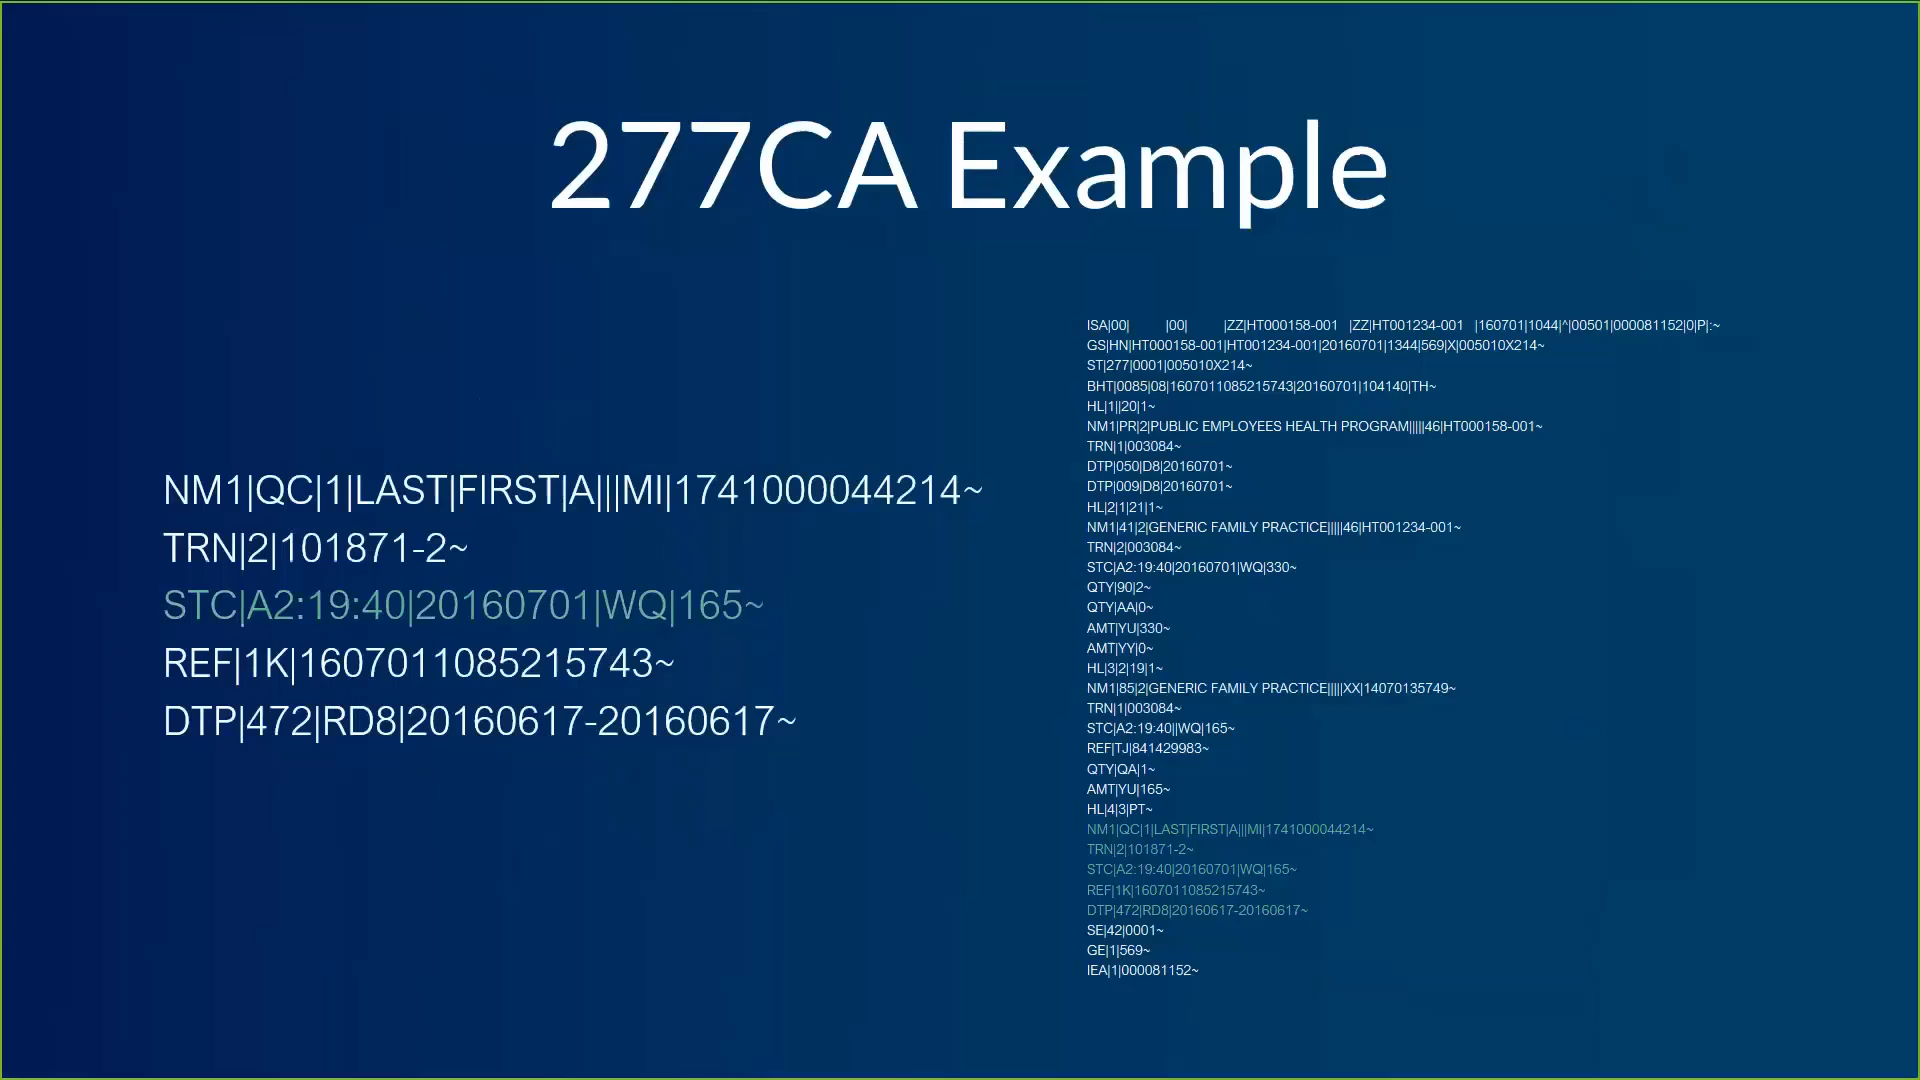 277CA Example
NM1|QC|1|LAST|FIRST|A|||MI|1741000044214~
TRN|2|101871-2~
STC|A2:19:40|20160701|WQ|165~
REF|1K|1607011085215743~
DTP|472|RD8|20160617-20160617~
ISA|00|          |00|          |ZZ|HT000158-001   |ZZ|HT001234-001   |160701|1044|^|00501|000081152|0|P|:~
GS|HN|HT000158-001|HT001234-001|20160701|1344|569|X|005010X214~
ST|277|0001|005010X214~
BHT|0085|08|1607011085215743|20160701|104140|TH~
HL|1||20|1~
NM1|PR|2|PUBLIC EMPLOYEES HEALTH PROGRAM|||||46|HT000158-001~
TRN|1|003084~
DTP|050|D8|20160701~
DTP|009|D8|20160701~
HL|2|1|21|1~
NM1|41|2|GENERIC FAMILY PRACTICE|||||46|HT001234-001~
TRN|2|003084~
STC|A2:19:40|20160701|WQ|330~
QTY|90|2~
QTY|AA|0~
AMT|YU|330~
AMT|YY|0~
HL|3|2|19|1~
NM1|85|2|GENERIC FAMILY PRACTICE|||||XX|14070135749~
TRN|1|003084~
STC|A2:19:40||WQ|165~
REF|TJ|841429983~
QTY|QA|1~
AMT|YU|165~
HL|4|3|PT~
NM1|QC|1|LAST|FIRST|A|||MI|1741000044214~
TRN|2|101871-2~
STC|A2:19:40|20160701|WQ|165~
REF|1K|1607011085215743~
DTP|472|RD8|20160617-20160617~
SE|42|0001~
GE|1|569~
IEA|1|000081152~